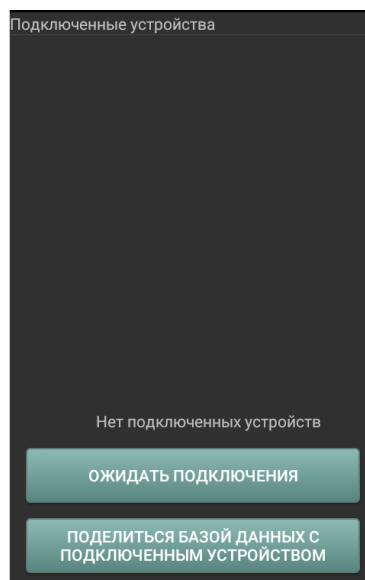 Подключенные устройства
Нет подключенных устройств
ОЖИДАТЬ ПОДКЛЮЧЕНИЯ
ПОДЕЛИТЬСЯ БАЗОЙ ДАННЫХ С
ПОДКЛЮЧЕННЫМ УСТРОЙСТВОМ